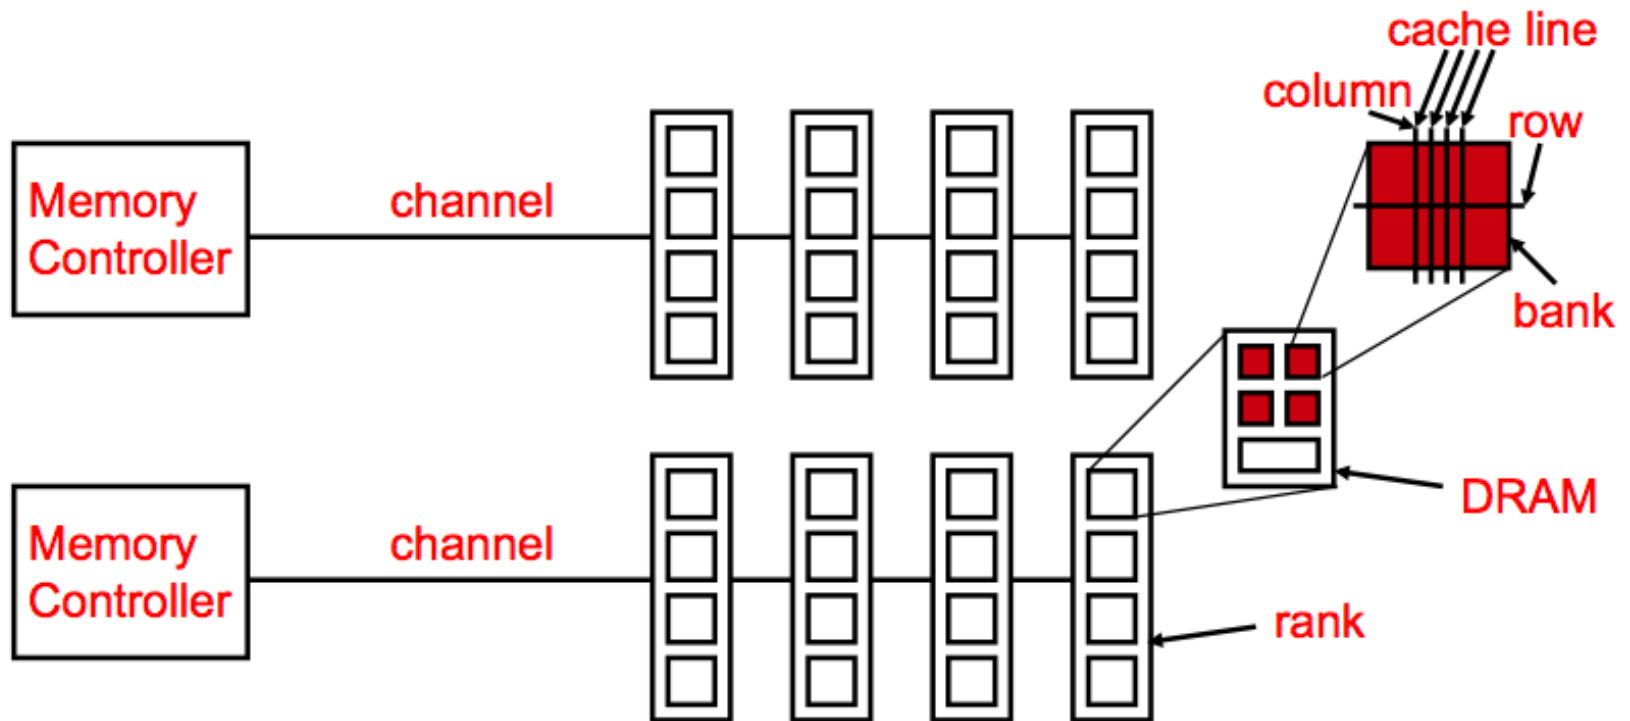 cache line
column
row
Memory
Controller
channel
bank
DRAM
Memory
Controller
channel
rank